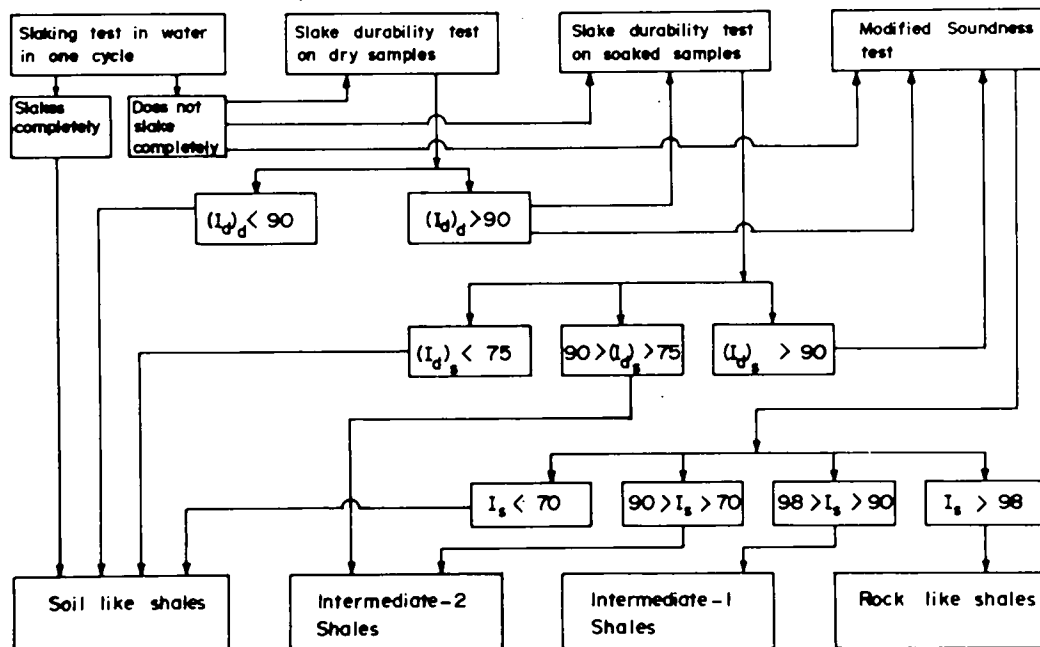 Slaking test in water
in one cycle
Slake durability test
on dry samples
Slake durability test
on soaked samples
Modified Soundness
test
Slakes
completely
Does not
slake
completely
(I_d)_d < 90
(I_d)_d > 90
(I_d)_s < 75
90 > (I_d)_s > 75
(I_d)_s > 90
I_s < 70
90 > I_s > 70
98 > I_s > 90
I_s > 98
Soil like shales
Intermediate-2
Shales
Intermediate-1
Shales
Rock like shales